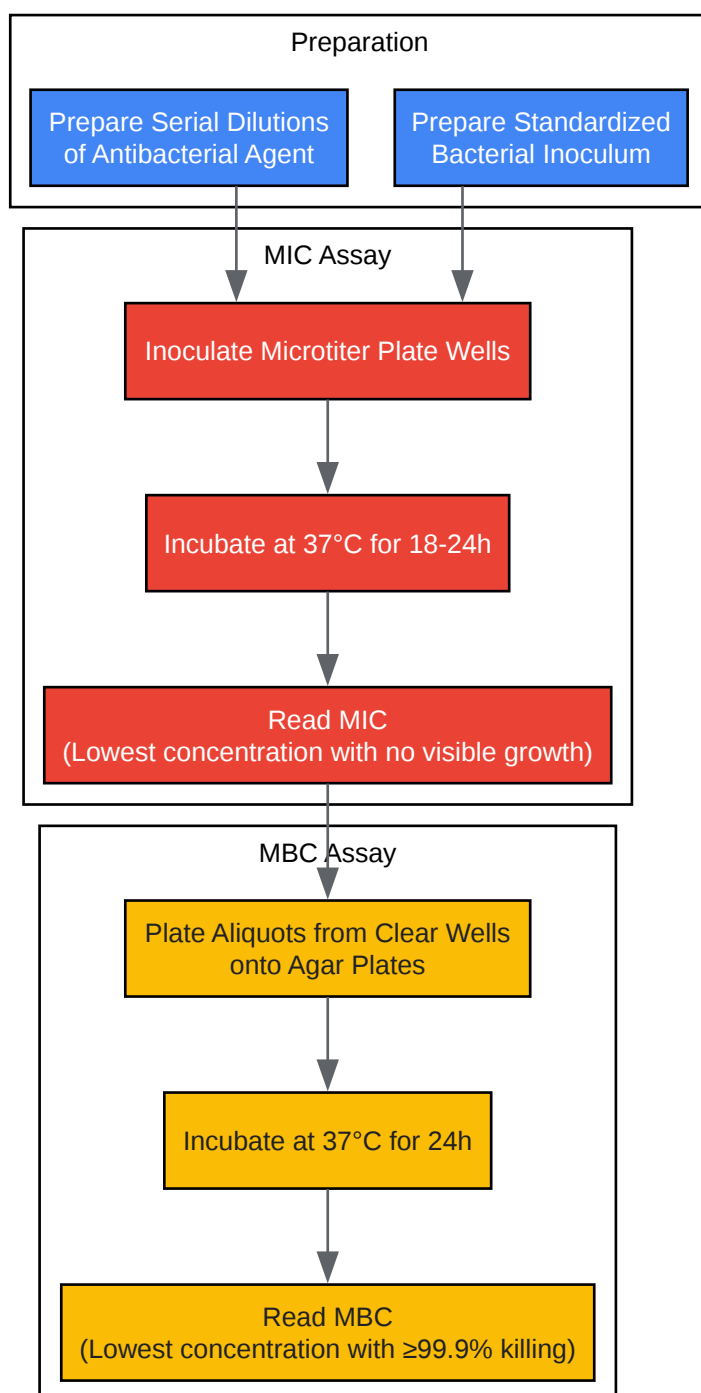 Preparation
Prepare Serial Dilutions
of Antibacterial Agent
Prepare Standardized
Bacterial Inoculum
MIC Assay
Inoculate Microtiter Plate Wells
Incubate at 37°C for 18-24h
Read MIC
(Lowest concentration with no visible growth)
MBC Assay
Plate Aliquots from Clear Wells
onto Agar Plates
Incubate at 37°C for 24h
Read MBC
(Lowest concentration with ≥99.9% killing)